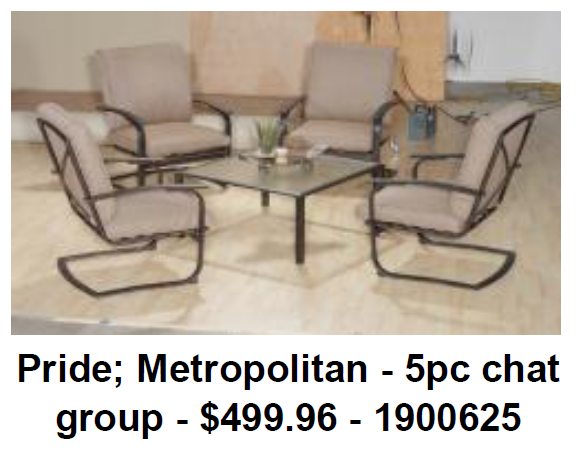 Pride; Metropolitan - 5pc chat
group - $499.96 - 1900625